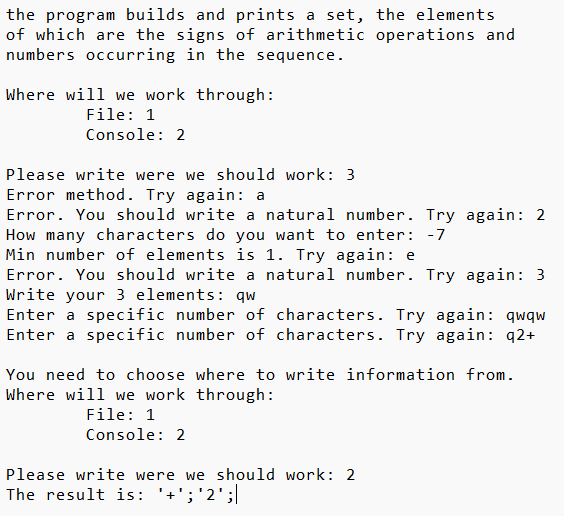 the program builds and prints a set, the elements
of which are the signs of arithmetic operations and
numbers occurring in the sequence.
Where will we work through:
File: 1
Console: 2
Please write were we should work: 3
Error method. Try again: a
Error. You should write a natural number. Try again: 2
How many characters do you want to enter: -7
Min number of elements is 1. Try again: e
Error. You should write a natural number. Try again: 3
Write your 3 elements: qw
Enter a specific number of characters. Try again: qwqw
Enter a specific number of characters. Try again: q2+
You need to choose where to write information from.
Where will we work through:
File: 1
Console: 2
Please write were we should work: 2
The result is: '+';'2';